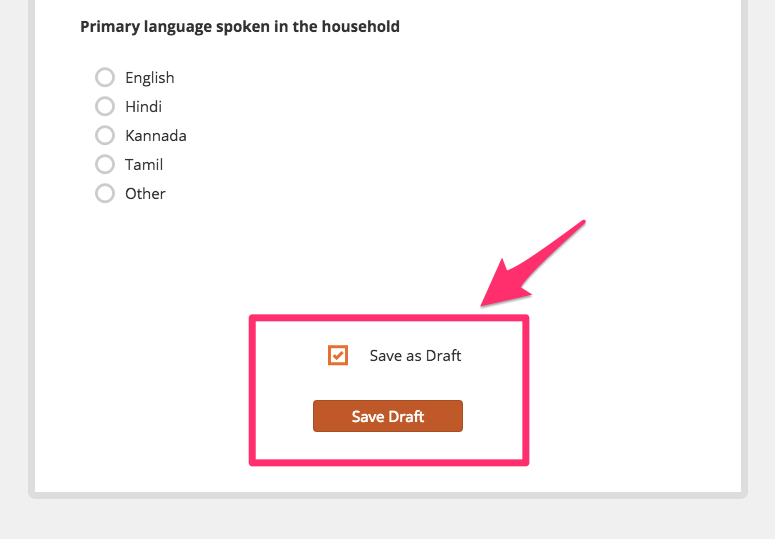 Primary language spoken in the household
English
Hindi
Kannada
Tamil
Other
Save as Draft
Save Draft